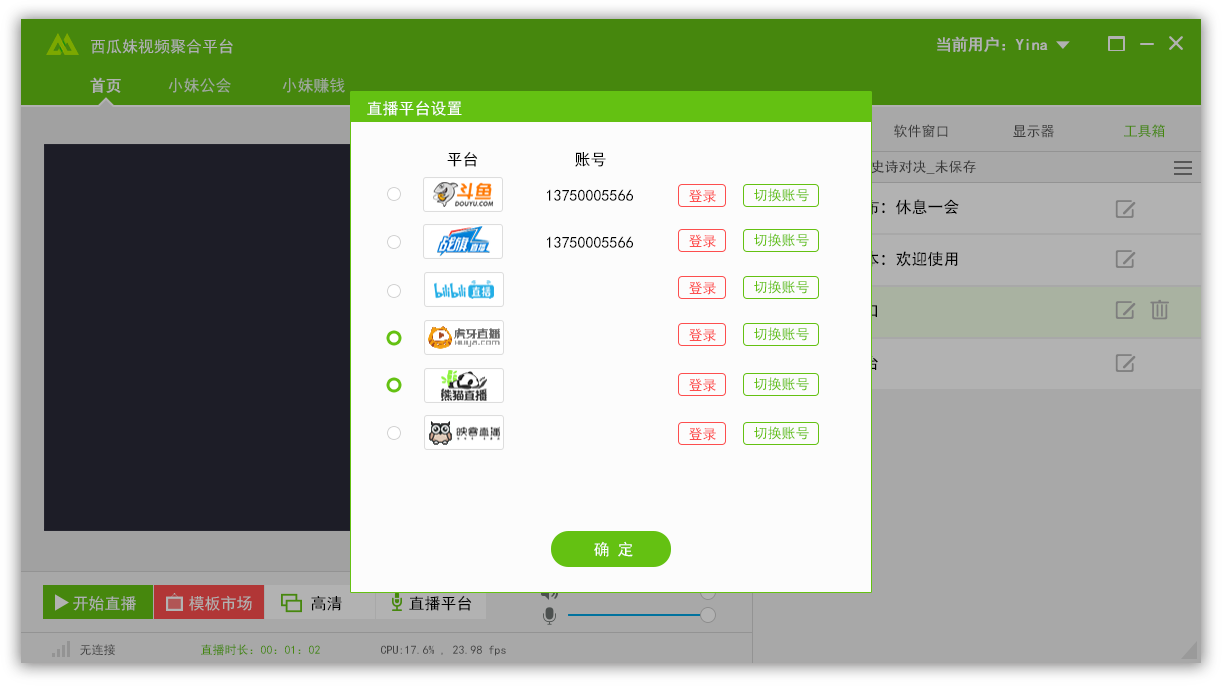 西瓜妹视频聚合平台
当前用户：Yina
首页
小妹公会
小妹赚钱
直播平台设置
软件窗口
显示器
工具箱
史诗对决_未保存
平台
账号
斗鱼
DOUYU.COM
13750005566
登录
切换账号
布：休息一会
战旗直播
13750005566
登录
切换账号
本：欢迎使用
bilibili 直播
登录
切换账号
口
虎牙直播
Huya.com
登录
切换账号
台
熊猫直播
登录
切换账号
映客直播
登录
切换账号
确 定
开始直播
模板市场
高清
直播平台
无连接
直播时长：00：01：02
CPU:17.6% , 23.98 fps